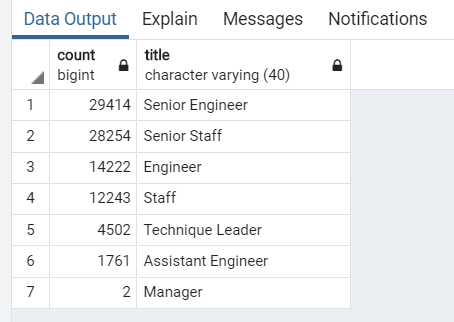 Data Output Explain Messages Notifications
count title
bigint character varying (40)
1 29414 Senior Engineer
2 28254 Senior Staff
3 14222 Engineer
4 12243 Staff
5 4502 Technique Leader
6 1761 Assistant Engineer
7 2 Manager